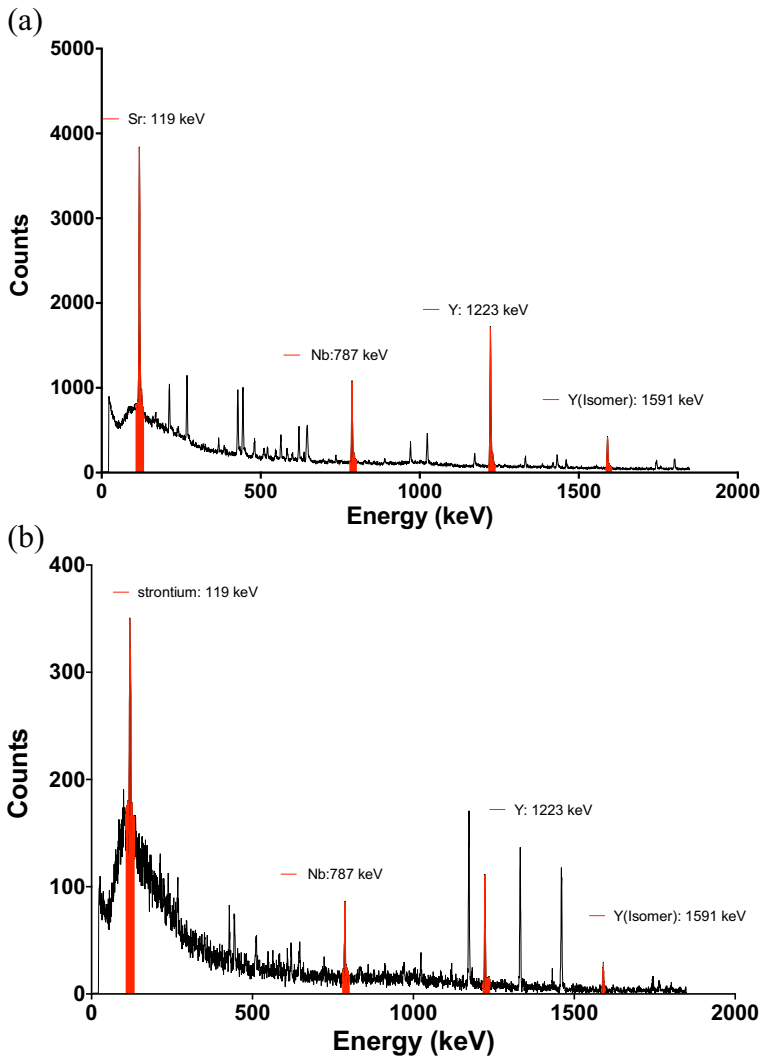 (a)
5000
4000
3000
2000
1000
0
Counts
Sr: 119 keV
Nb:787 keV
Y: 1223 keV
Y(Isomer): 1591 keV
0 500 1000 1500 2000
Energy (keV)
(b)
400
300
200
100
0
Counts
strontium: 119 keV
Nb:787 keV
Y: 1223 keV
Y(Isomer): 1591 keV
0 500 1000 1500 2000
Energy (keV)